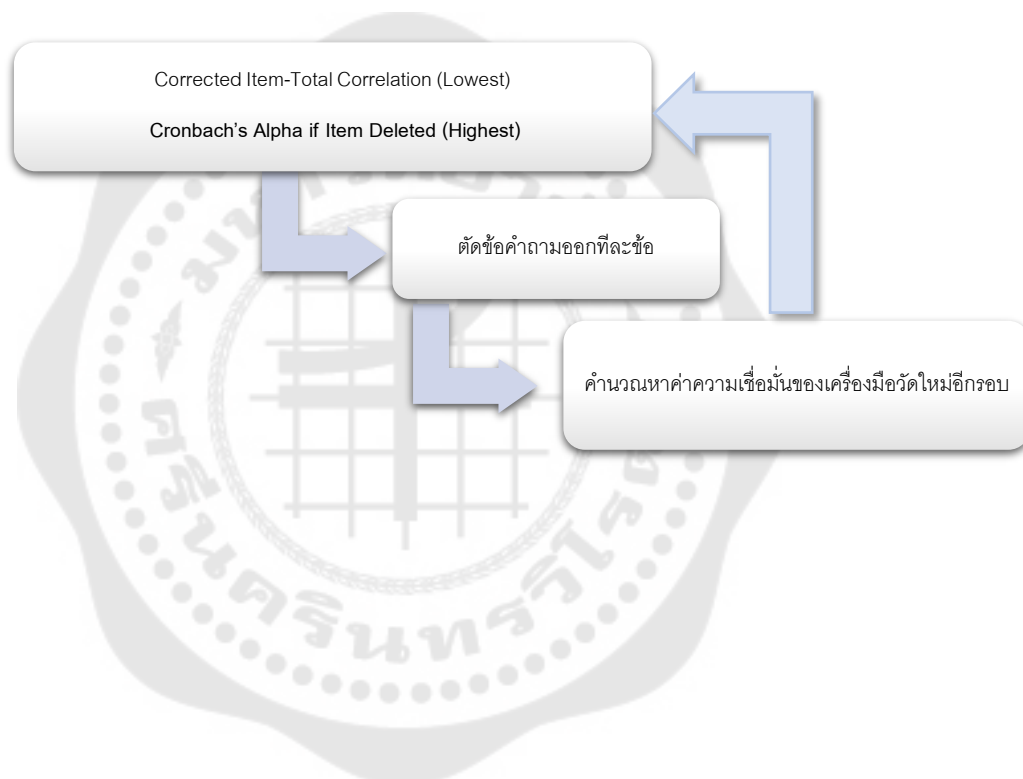 Corrected Item-Total Correlation (Lowest)
Cronbach’s Alpha if Item Deleted (Highest)
ตัดข้อคำถามออกทีละข้อ
คำนวณหาค่าความเชื่อมั่นของเครื่องมือวัดใหม่อีกรอบ